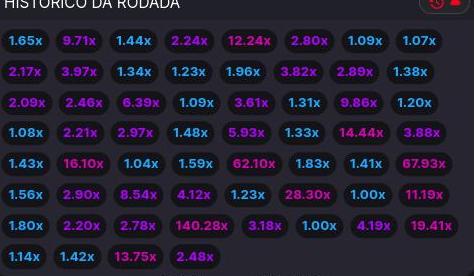 HISTÓRICO DA RODADA
1.65x 9.71x 1.44x 2.24x 12.24x 2.80x 1.09x 1.07x
2.17x 3.97x 1.34x 1.23x 1.96x 3.82x 2.89x 1.38x
2.09x 2.46x 6.39x 1.09x 3.61x 1.31x 9.86x 1.20x
1.08x 2.21x 2.97x 1.48x 5.93x 1.33x 14.44x 3.88x
1.43x 16.10x 1.04x 1.59x 62.10x 1.83x 1.41x 67.93x
1.56x 2.90x 8.54x 4.12x 1.23x 28.30x 1.00x 11.19x
1.80x 2.20x 2.78x 140.28x 3.18x 1.00x 4.19x 19.41x
1.14x 1.42x 13.75x 2.48x